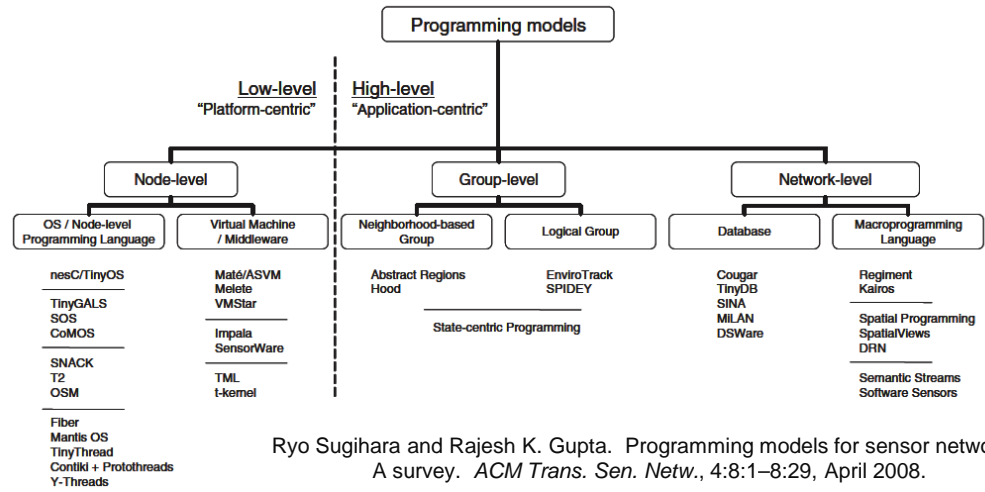 Programming models
Low-level
"Platform-centric"
High-level
"Application-centric"
Node-level
Group-level
Network-level
OS / Node-level
Programming Language
Virtual Machine
/ Middleware
Neighborhood-based
Group
Logical Group
Database
Macroprogramming
Language
nesC/TinyOS
TinyGALS
SOS
CoMOS
SNACK
T2
OSM
Fiber
Mantis OS
TinyThread
Contiki + Protothreads
Y-Threads
Maté/ASVM
Melete
VMStar
Impala
SensorWare
TML
t-kernel
Abstract Regions
Hood
EnviroTrack
SPIDEY
State-centric Programming
Cougar
TinyDB
SINA
MiLAN
DSWare
Regiment
Kairos
Spatial Programming
SpatialViews
DRN
Semantic Streams
Software Sensors
Ryo Sugihara and Rajesh K. Gupta. Programming models for sensor netwo
A survey. ACM Trans. Sen. Netw., 4:8:1–8:29, April 2008.